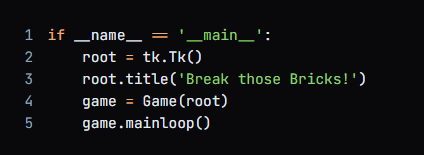 1 if __name__ == '__main__':
2     root = tk.Tk()
3     root.title('Break those Bricks!')
4     game = Game(root)
5     game.mainloop()